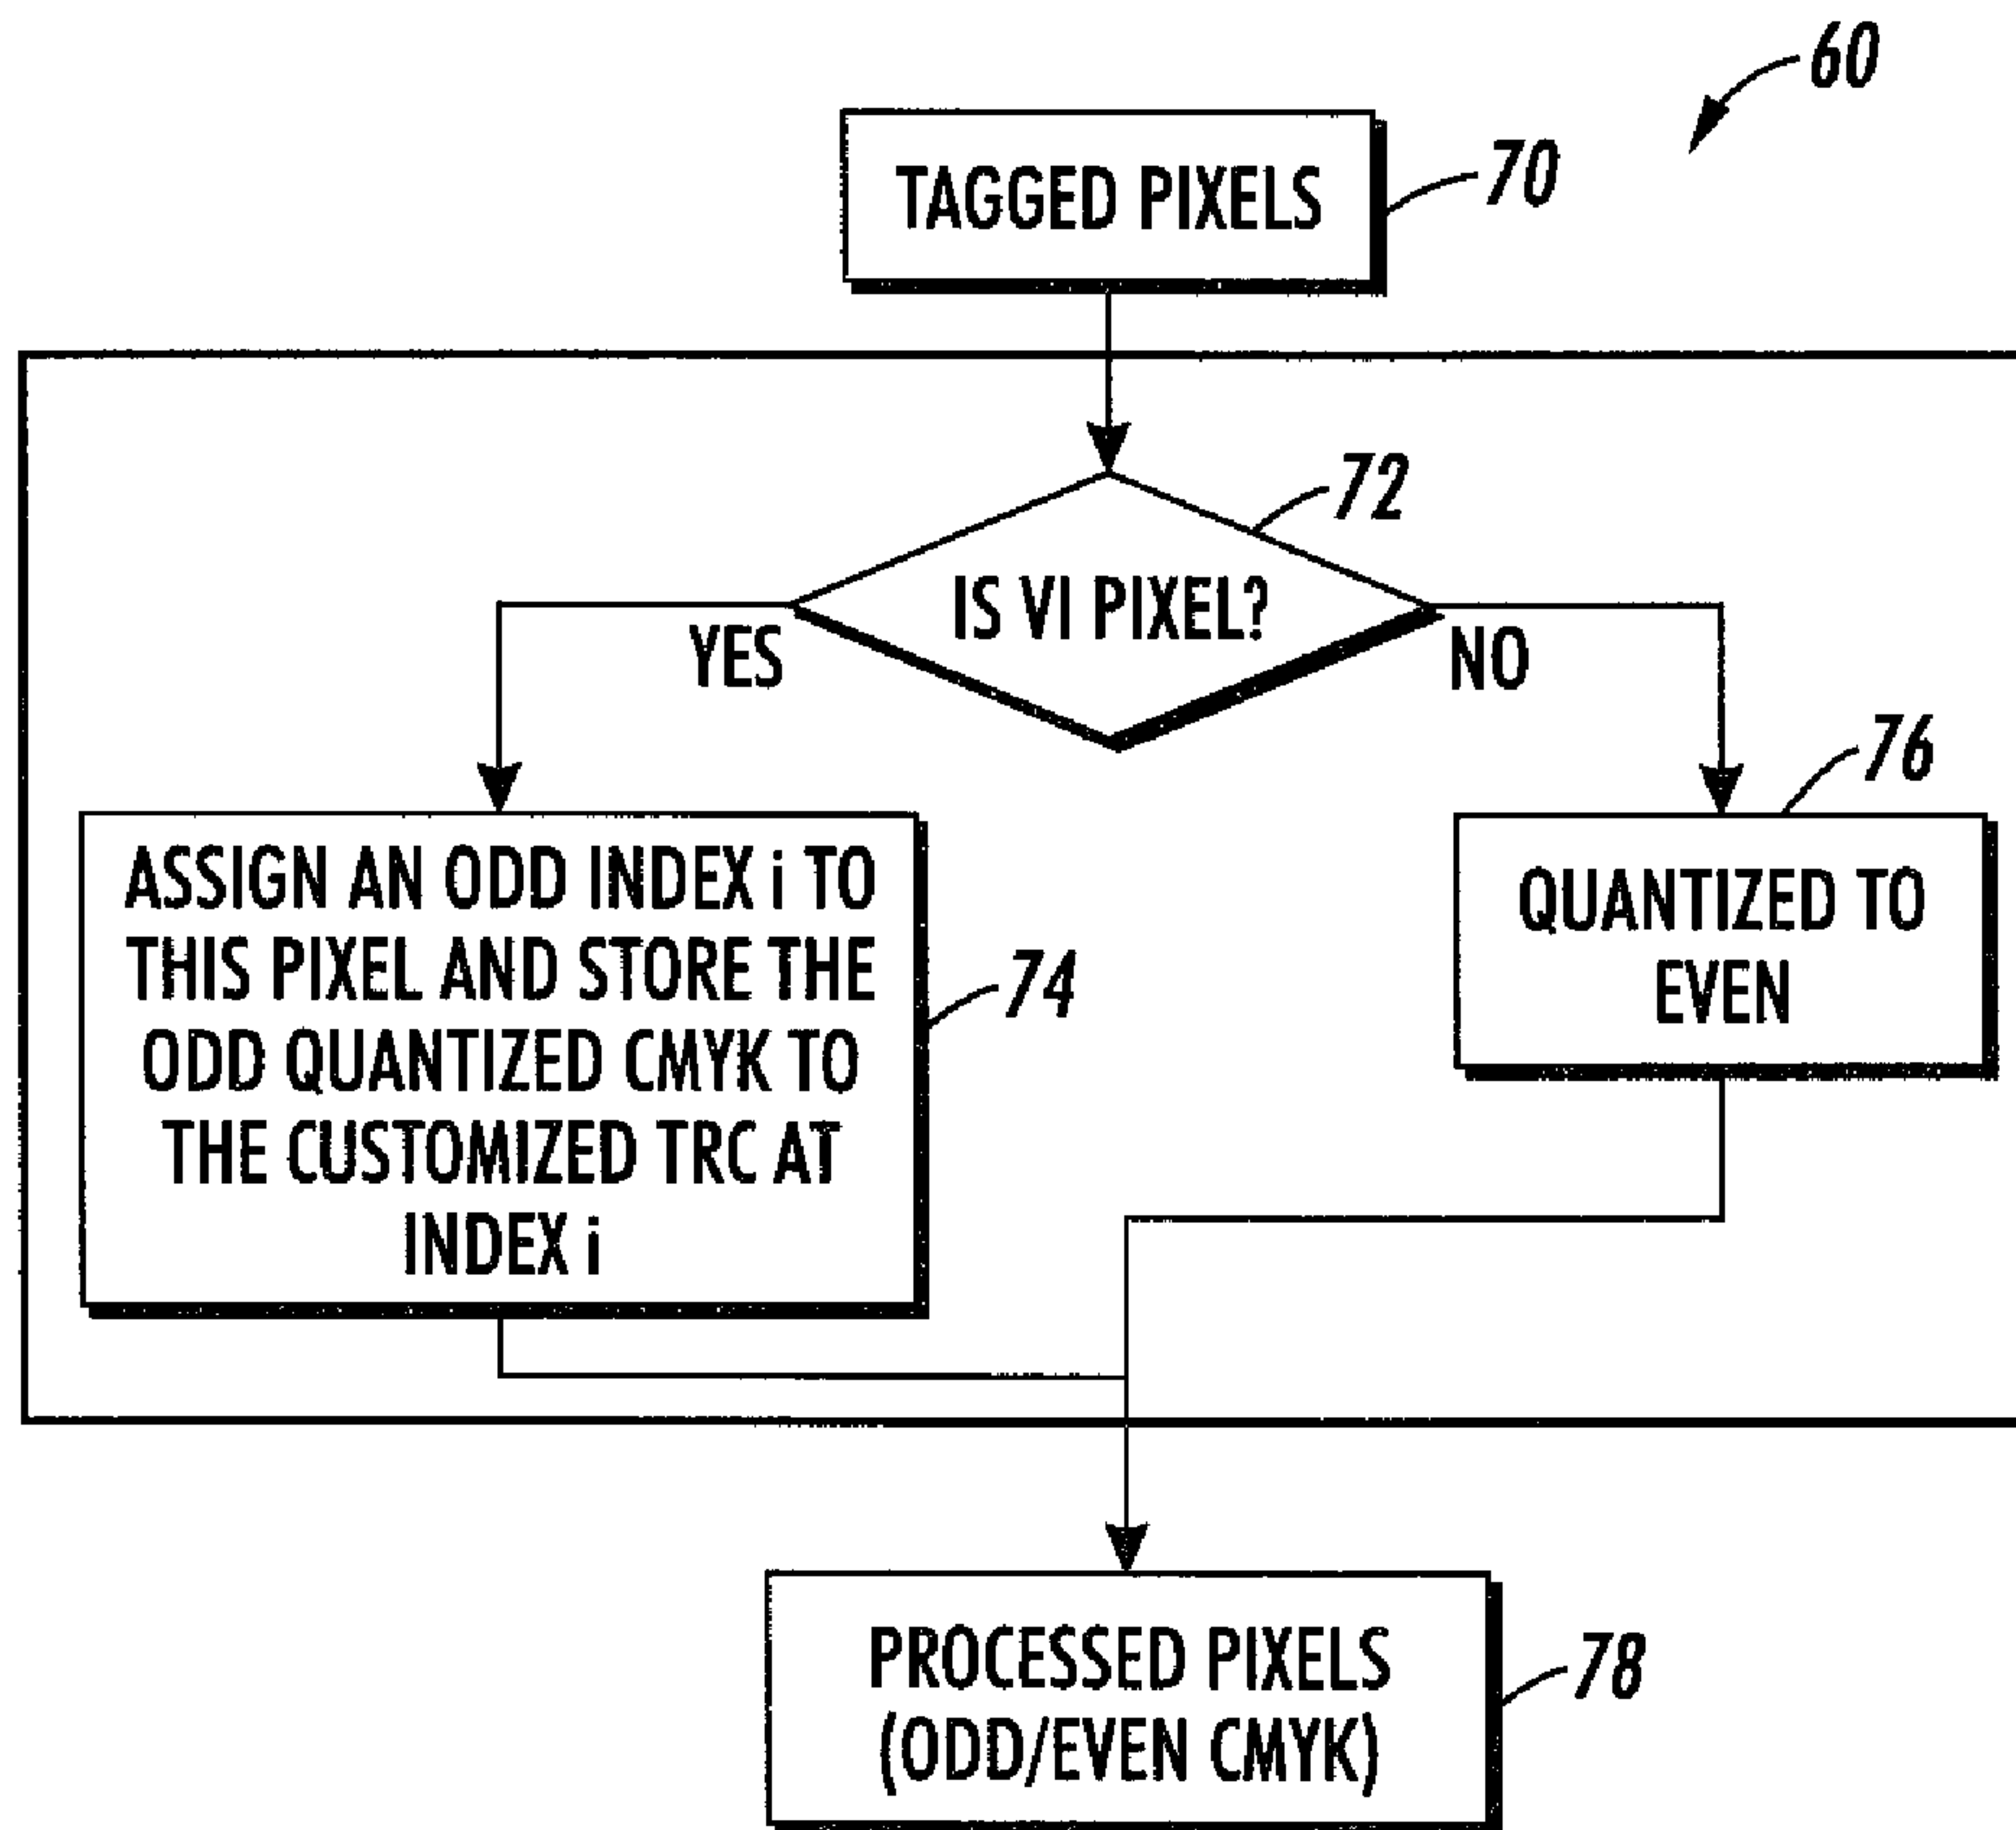 60
TAGGED PIXELS
70
72
IS VI PIXEL?
YES
NO
76
ASSIGN AN ODD INDEX i TO
THIS PIXEL AND STORE THE
ODD QUANTIZED CMYK TO
THE CUSTOMIZED TRC AT
INDEX i
74
QUANTIZED TO
EVEN
PROCESSED PIXELS
(ODD/EVEN CMYK)
78